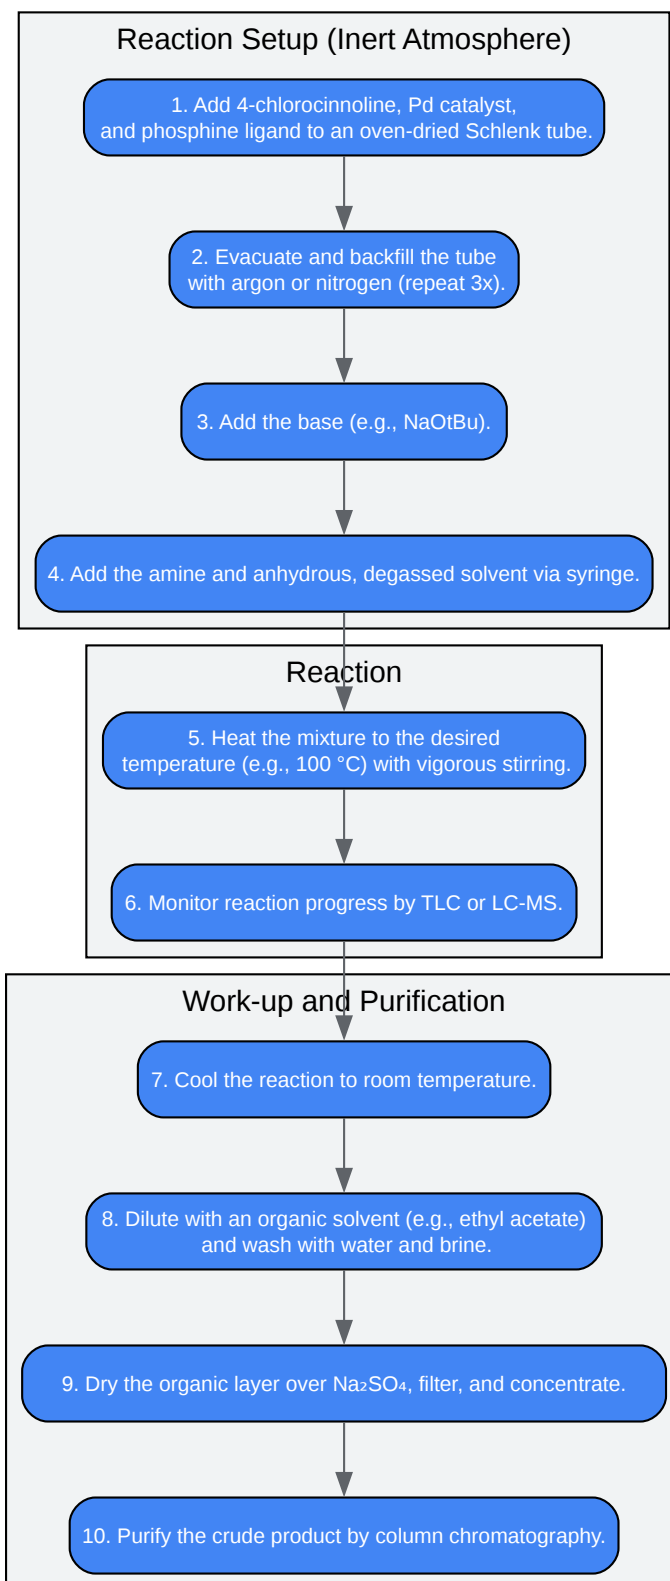 Reaction Setup (Inert Atmosphere)
1. Add 4-chlorocinnoline, Pd catalyst,
and phosphine ligand to an oven-dried Schlenk tube.
2. Evacuate and backfill the tube
with argon or nitrogen (repeat 3x).
3. Add the base (e.g., NaOtBu).
4. Add the amine and anhydrous, degassed solvent via syringe.
Reaction
5. Heat the mixture to the desired
temperature (e.g., 100 °C) with vigorous stirring.
6. Monitor reaction progress by TLC or LC-MS.
Work-up and Purification
7. Cool the reaction to room temperature.
8. Dilute with an organic solvent (e.g., ethyl acetate)
and wash with water and brine.
9. Dry the organic layer over Na₂SO₄, filter, and concentrate.
10. Purify the crude product by column chromatography.